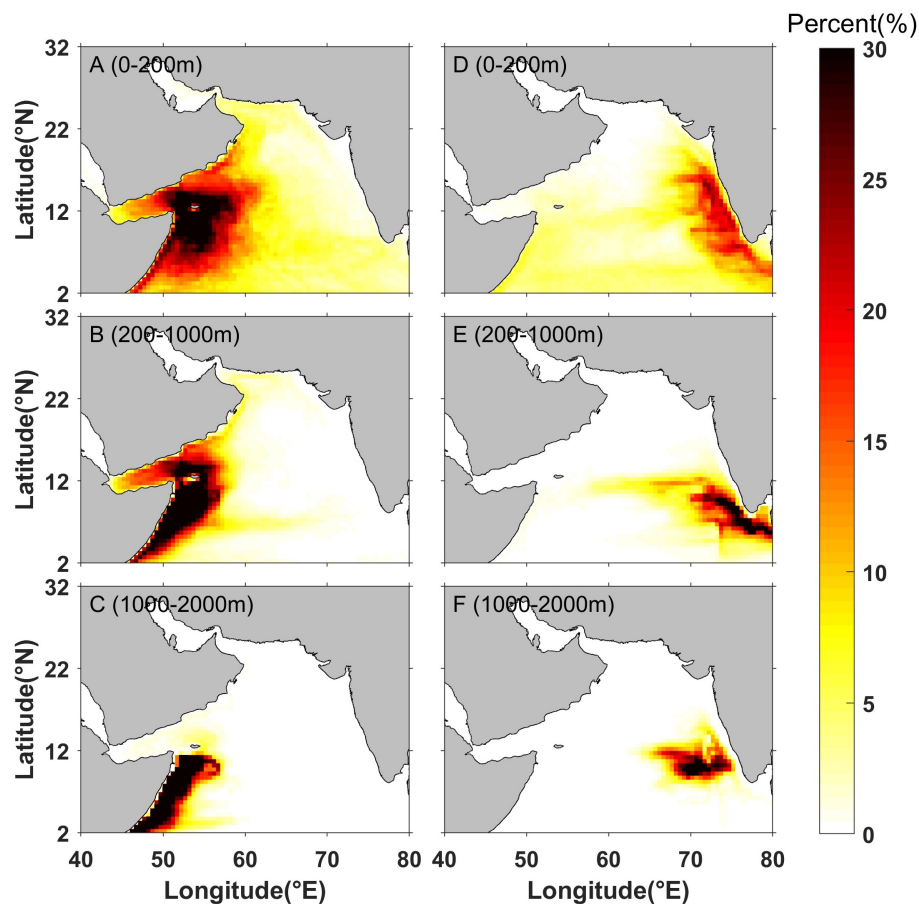 Percent(%)
A (0-200m)
D (0-200m)
32
22
12
2
Latitude(°N)
B (200-1000m)
E (200-1000m)
32
22
12
2
Latitude(°N)
C (1000-2000m)
F (1000-2000m)
32
22
12
2
Latitude(°N)
40 50 60 70 80
40 50 60 70 80
Longitude(°E)
Longitude(°E)
30
25
20
15
10
5
0